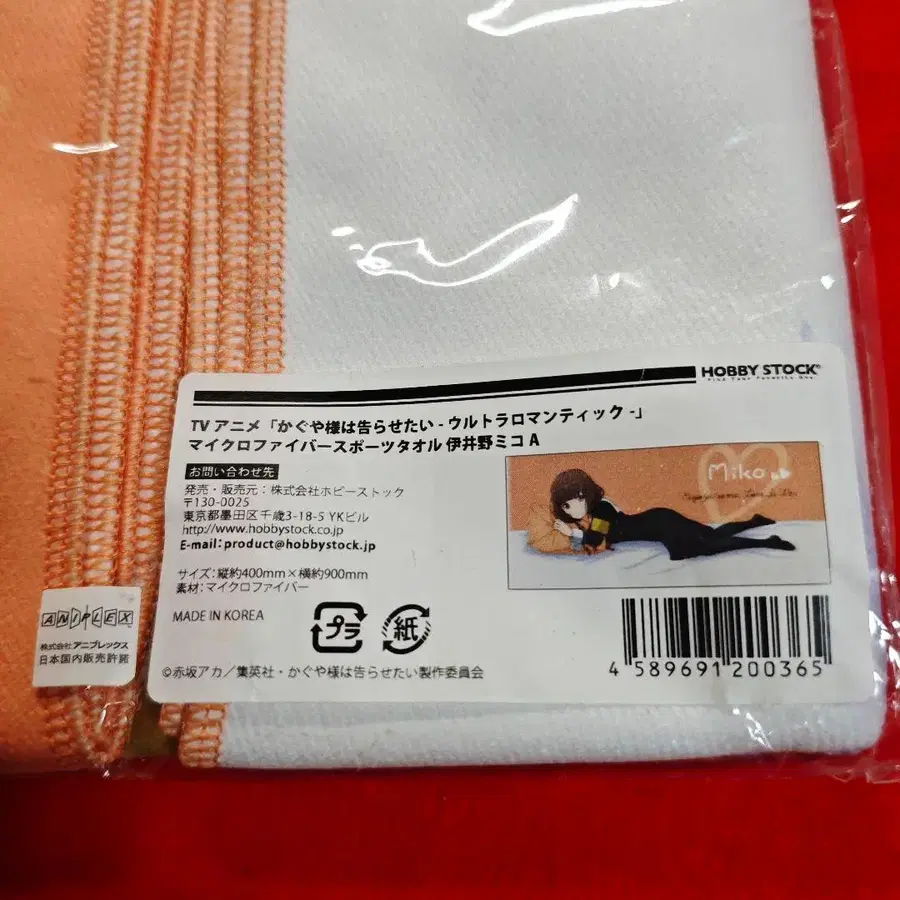 HOBBY STOCK
TV アニメ「かぐや様は告らせたい - ウルトラロマンティック -」
マイクロファイバースポーツタオル 伊井野ミコ A
お問い合わせ先
発売・販売元：株式会社ホビーストック
〒130-0025
東京都墨田区千歳3-18-5 YKビル
http://www.hobbystock.co.jp
E-mail：product@hobbystock.jp
サイズ：縦約400mm×横約900mm
素材：マイクロファイバー
MADE IN KOREA
プラ
紙
©赤坂アカ／集英社・かぐや様は告らせたい製作委員会
Miko
4 589691 200365
ANIPLEX
株式会社 アニプレックス
日本国内販売許諾